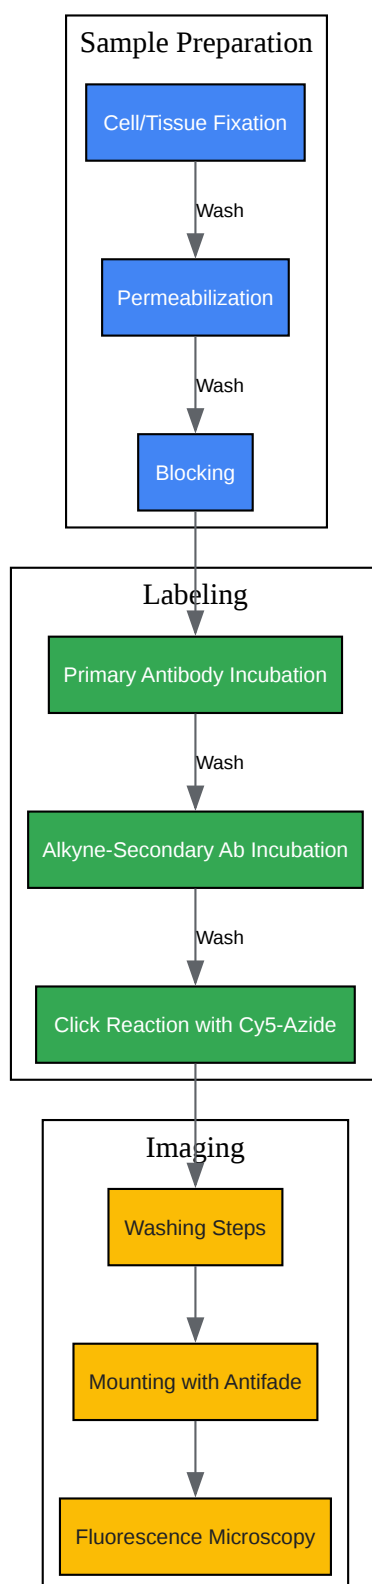 Sample Preparation
Cell/Tissue Fixation
Wash
Permeabilization
Wash
Blocking
Labeling
Primary Antibody Incubation
Wash
Alkyne-Secondary Ab Incubation
Wash
Click Reaction with Cy5-Azide
Imaging
Washing Steps
Mounting with Antifade
Fluorescence Microscopy